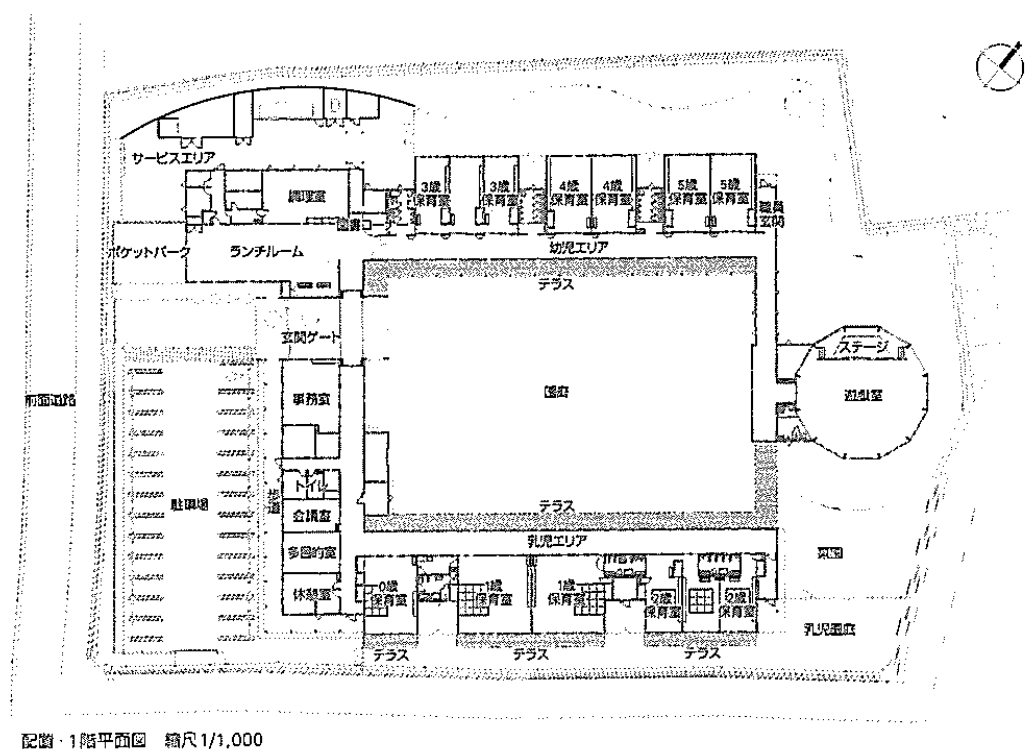 サービスエリア
調理室
3歳
保育室
3歳
保育室
4歳
保育室
4歳
保育室
5歳
保育室
5歳
保育室
職員
玄関
図書
ポケットパーク
ランチルーム
幼児エリア
テラス
玄関ゲート
ステージ
前面道路
事務室
園庭
遊戯室
トイレ
駐車場
歩道
会議室
テラス
乳児エリア
多目的室
休憩室
0歳
保育室
1歳
保育室
1歳
保育室
2歳
保育室
2歳
保育室
乳児園庭
テラス
テラス
テラス
配置・1階平面図 縮尺1/1,000